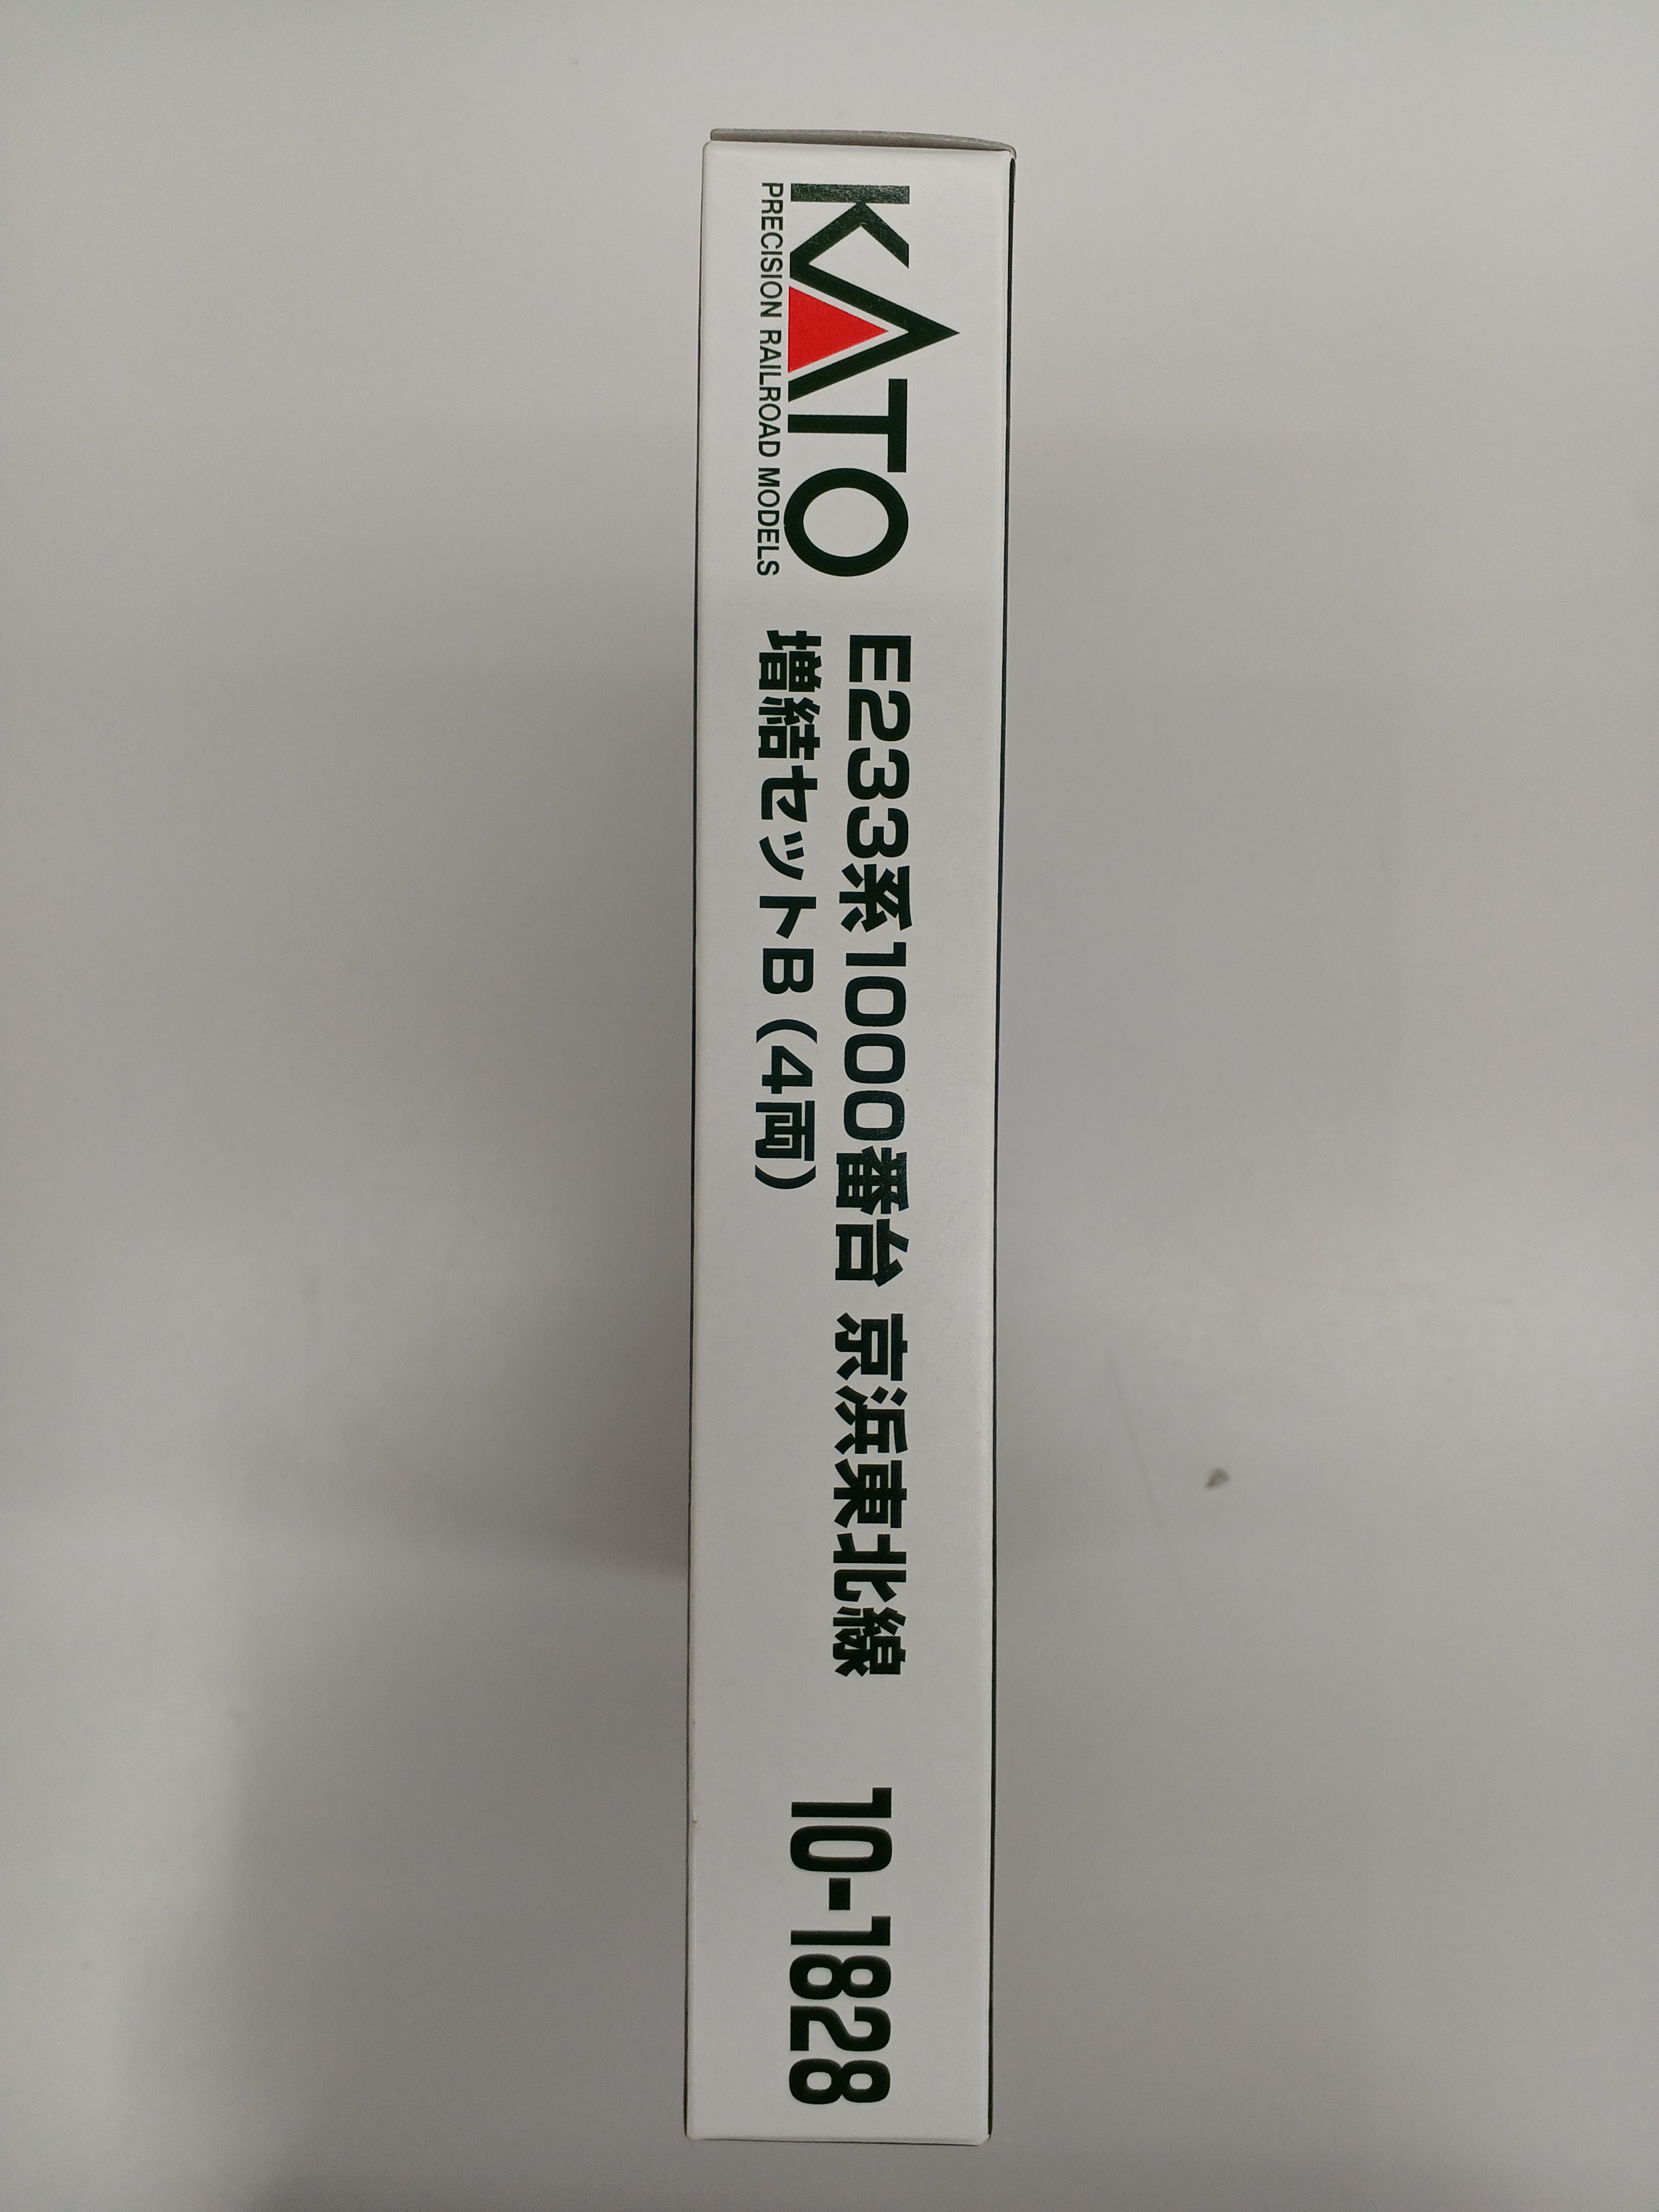 KATO
PRECISION RAILROAD MODELS
E233系1000番台 京浜東北線
増結セットB(4両)
10-1828